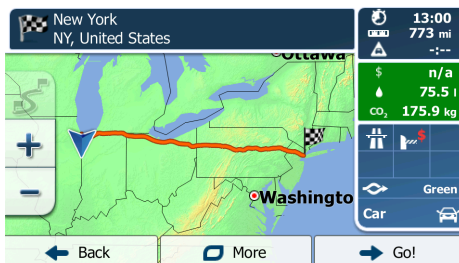 New York
NY, United States
13:00
773 mi
-:--
$ n/a
75.5 l
CO₂ 175.9 kg
Ottawa
Washingto
$
Green
Car
Back
More
Go!